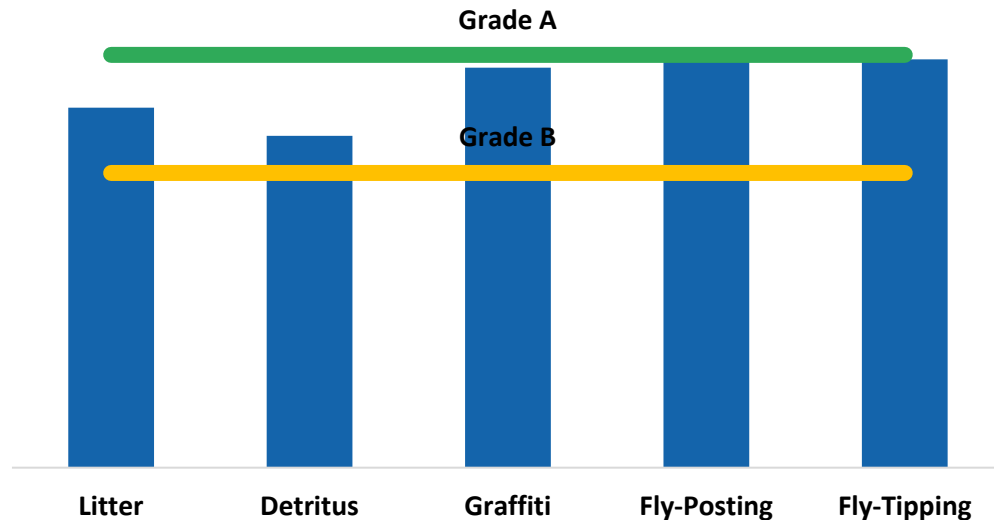 Grade A
Grade B
Litter
Detritus
Graffiti
Fly-Posting
Fly-Tipping